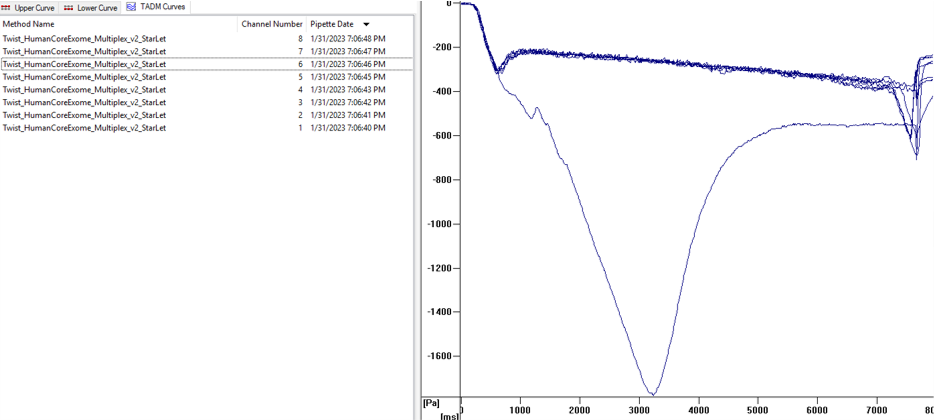 Upper Curve Lower Curve TADM Curves
Method Name Channel Number Pipette Date
Twist_HumanCoreExome_Multiplex_v2_StarLet 8 1/31/2023 7:06:48 PM
Twist_HumanCoreExome_Multiplex_v2_StarLet 7 1/31/2023 7:06:47 PM
Twist_HumanCoreExome_Multiplex_v2_StarLet 6 1/31/2023 7:06:46 PM
Twist_HumanCoreExome_Multiplex_v2_StarLet 5 1/31/2023 7:06:45 PM
Twist_HumanCoreExome_Multiplex_v2_StarLet 4 1/31/2023 7:06:43 PM
Twist_HumanCoreExome_Multiplex_v2_StarLet 3 1/31/2023 7:06:42 PM
Twist_HumanCoreExome_Multiplex_v2_StarLet 2 1/31/2023 7:06:41 PM
Twist_HumanCoreExome_Multiplex_v2_StarLet 1 1/31/2023 7:06:40 PM
0
-200
-400
-600
-800
-1000
-1200
-1400
-1600
[Pa]
0 1000 2000 3000 4000 5000 6000 7000
[ms]